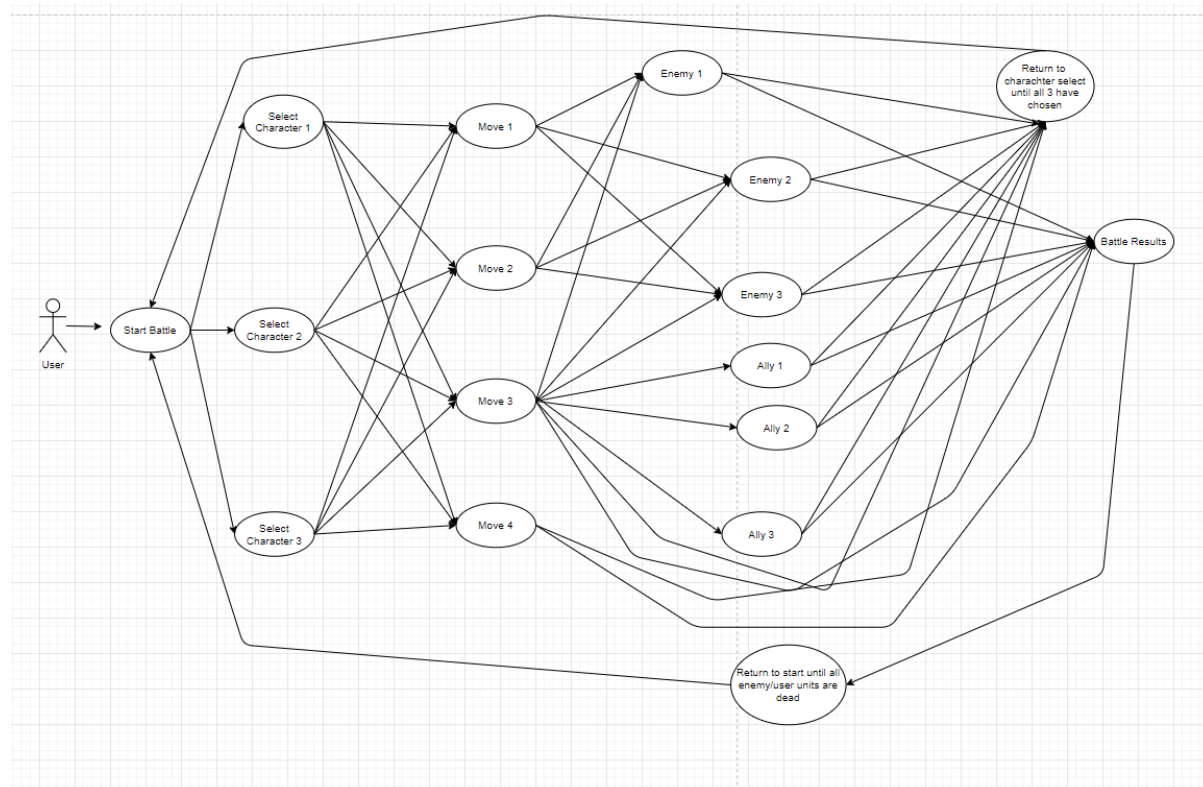 User
Start Battle
Select
Character 1
Select
Character 2
Select
Character 3
Move 1
Move 2
Move 3
Move 4
Enemy 1
Enemy 2
Enemy 3
Ally 1
Ally 2
Ally 3
Return to
charachter select
until all 3 have
chosen
Battle Results
Return to start until all
enemy/user units are
dead